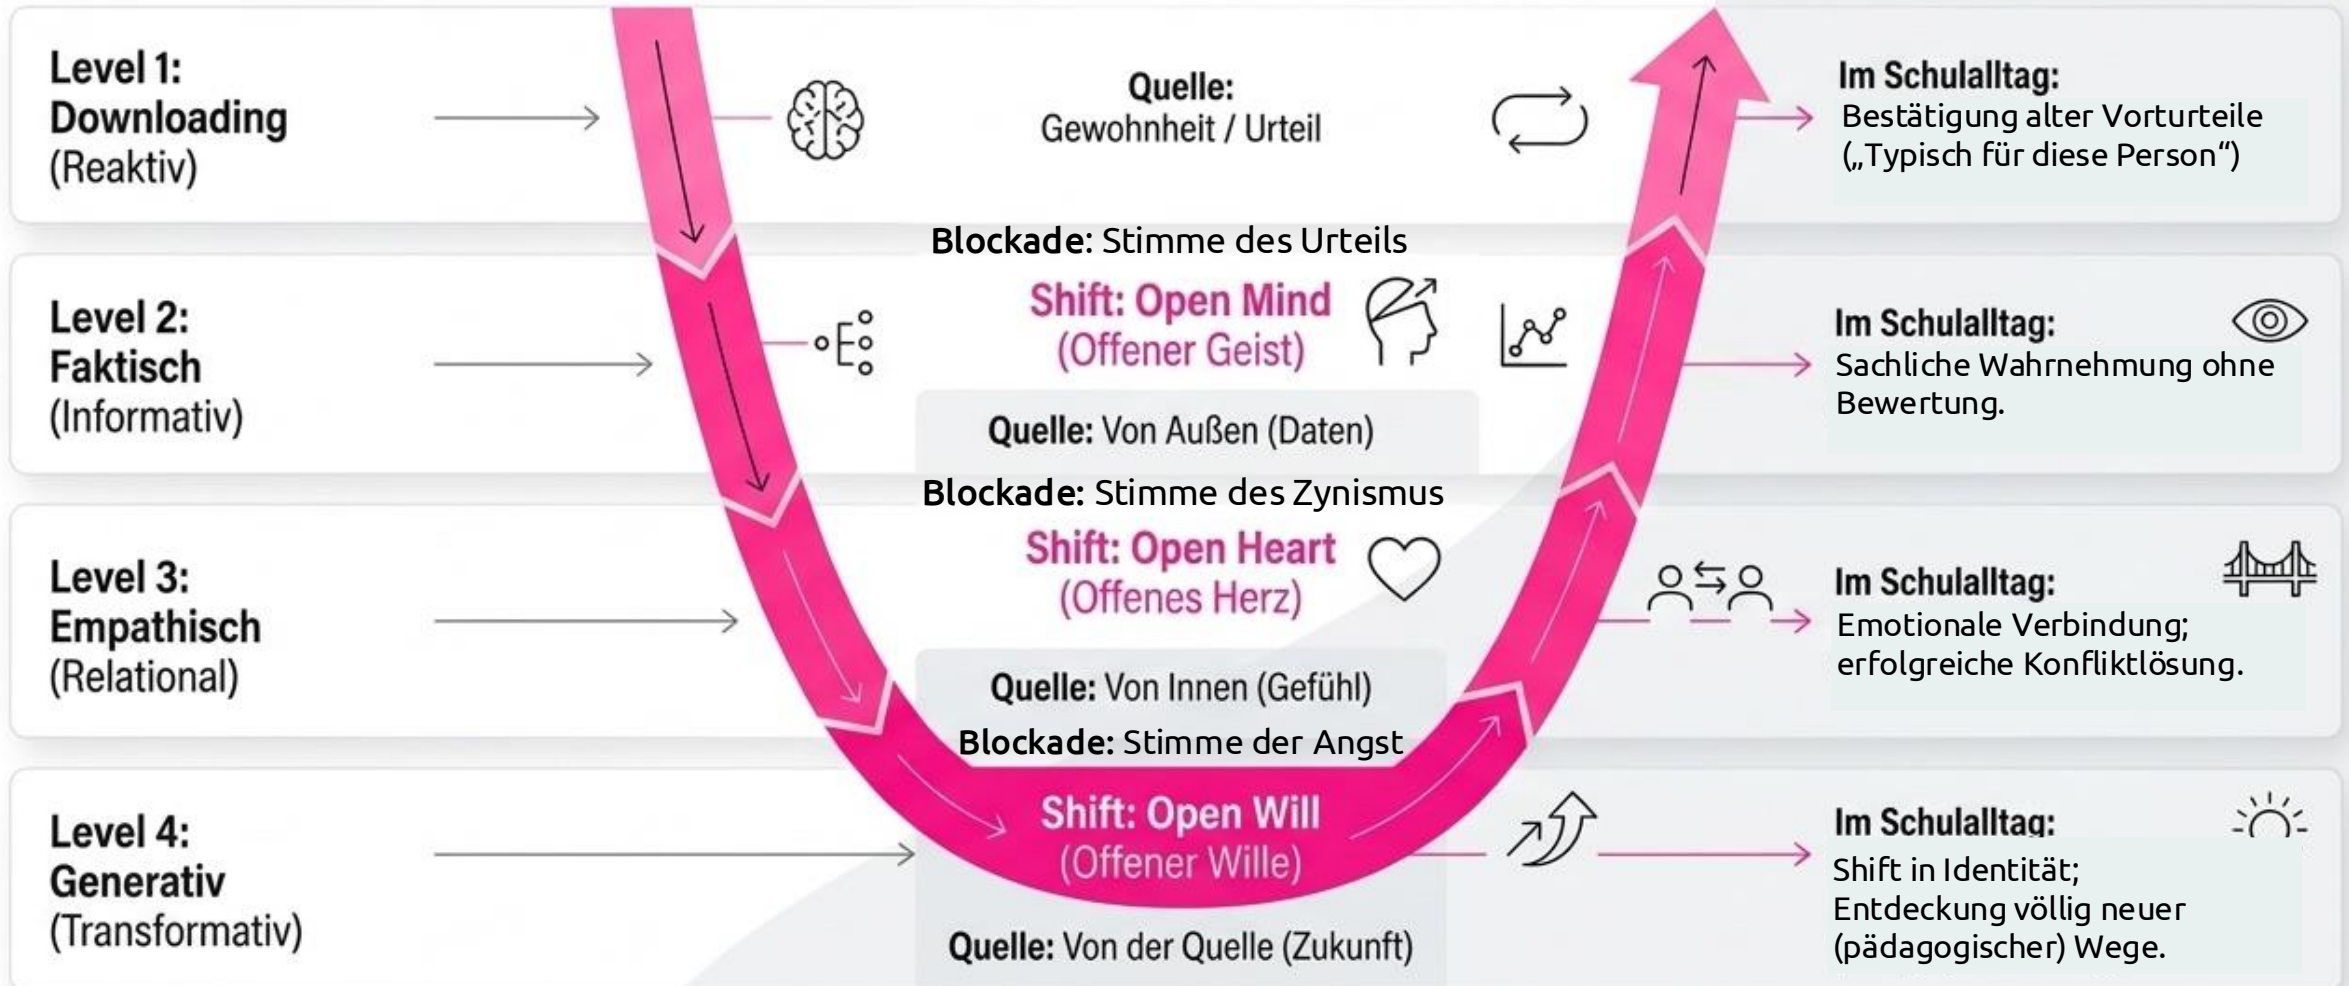 Level 1:
Downloading
(Reaktiv)
Quelle:
Gewohnheit / Urteil
Im Schulalltag:
Bestätigung alter Vorturteile
(„Typisch für diese Person“)
Blockade: Stimme des Urteils
Level 2:
Faktisch
(Informativ)
Shift: Open Mind
(Offener Geist)
Quelle: Von Außen (Daten)
Im Schulalltag:
Sachliche Wahrnehmung ohne
Bewertung.
Blockade: Stimme des Zynismus
Level 3:
Empathisch
(Relational)
Shift: Open Heart
(Offenes Herz)
Quelle: Von Innen (Gefühl)
Im Schulalltag:
Emotionale Verbindung;
erfolgreiche Konfliktlösung.
Blockade: Stimme der Angst
Level 4:
Generativ
(Transformativ)
Shift: Open Will
(Offener Wille)
Quelle: Von der Quelle (Zukunft)
Im Schulalltag:
Shift in Identität;
Entdeckung völlig neuer
(pädagogischer) Wege.